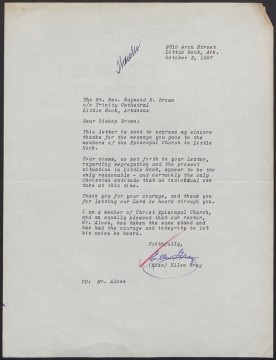 2610 Arch Street
Little Rock, Ark.
October 2, 1957
The Rt. Rev. Raymond R. Brown
c/o Trinity Cathedral
Little Rock, Arkansas
Dear Bishop Brown:
This letter is sent to express my sincere
thanks for the message you gave to the
members of the Episcopal Church in Little
Rock.
Your views, as set forth in your letter,
regarding segregation and the present
situation in Little Rock, appear to be the
only reasonable - and certainly the only
Christian attitude that an individual can
take at this time.
Thank you for your courage, and thank you
for letting our Lord be heard through you.
I am a member of Christ Episcopal Church,
and am equally pleased that our rector,
Mr. Alves, has taken the same stand and
has had the courage and integrity to let
his voice be heard.
Faithfully,
Ellen Gray
(Miss) Ellen Gray
CC: Mr. Alves